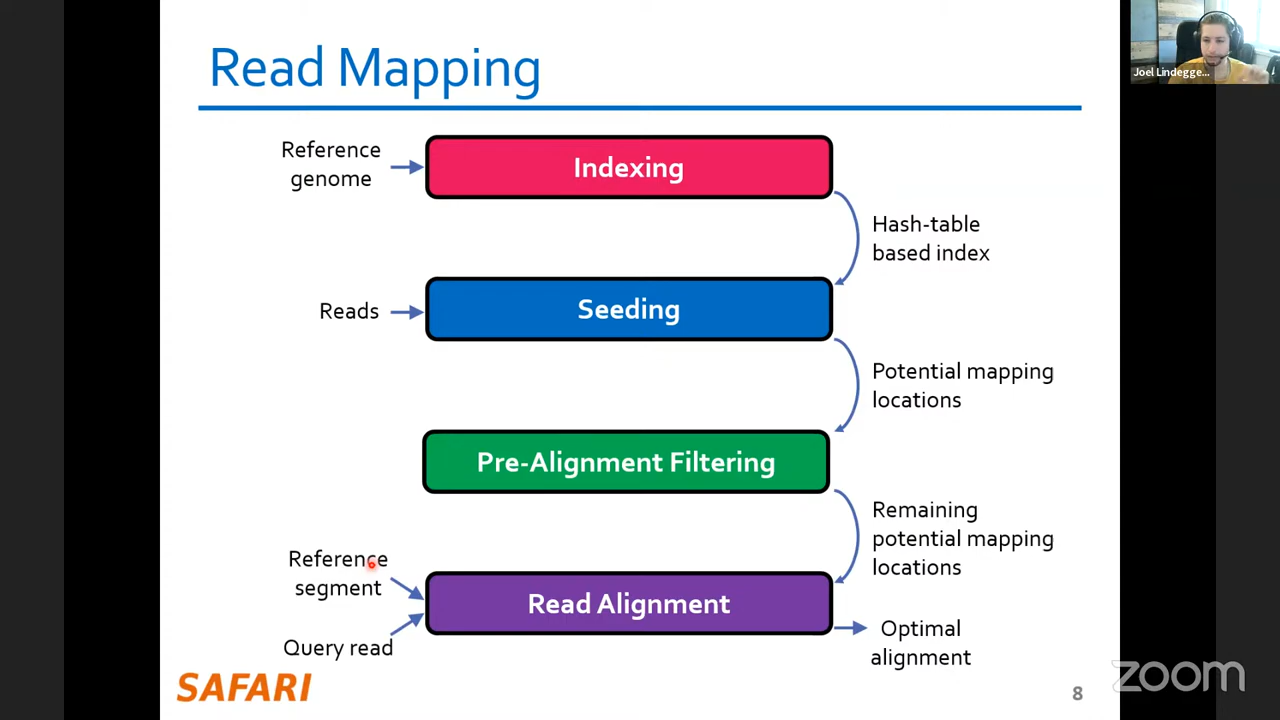 Read Mapping
Joel Lindegge...
Reference
genome
Indexing
Hash-table
based index
Reads
Seeding
Potential mapping
locations
Pre-Alignment Filtering
Remaining
potential mapping
locations
Reference
segment
Read Alignment
Query read
Optimal
alignment
SAFARI
8
zoom